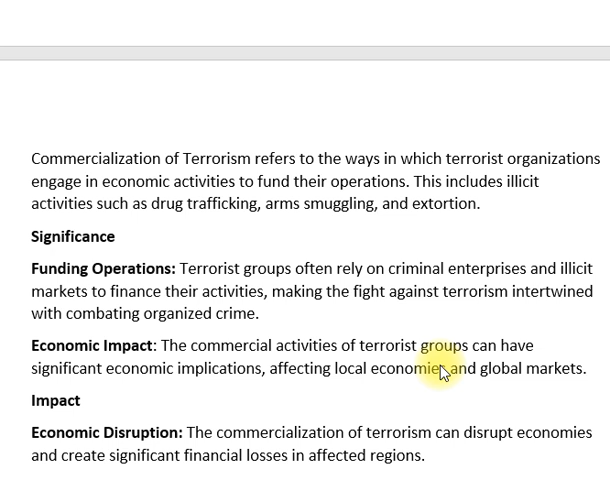 Commercialization of Terrorism refers to the ways in which terrorist organizations
engage in economic activities to fund their operations. This includes illicit
activities such as drug trafficking, arms smuggling, and extortion.
Significance
Funding Operations: Terrorist groups often rely on criminal enterprises and illicit
markets to finance their activities, making the fight against terrorism intertwined
with combating organized crime.
Economic Impact: The commercial activities of terrorist groups can have
significant economic implications, affecting local economies and global markets.
Impact
Economic Disruption: The commercialization of terrorism can disrupt economies
and create significant financial losses in affected regions.